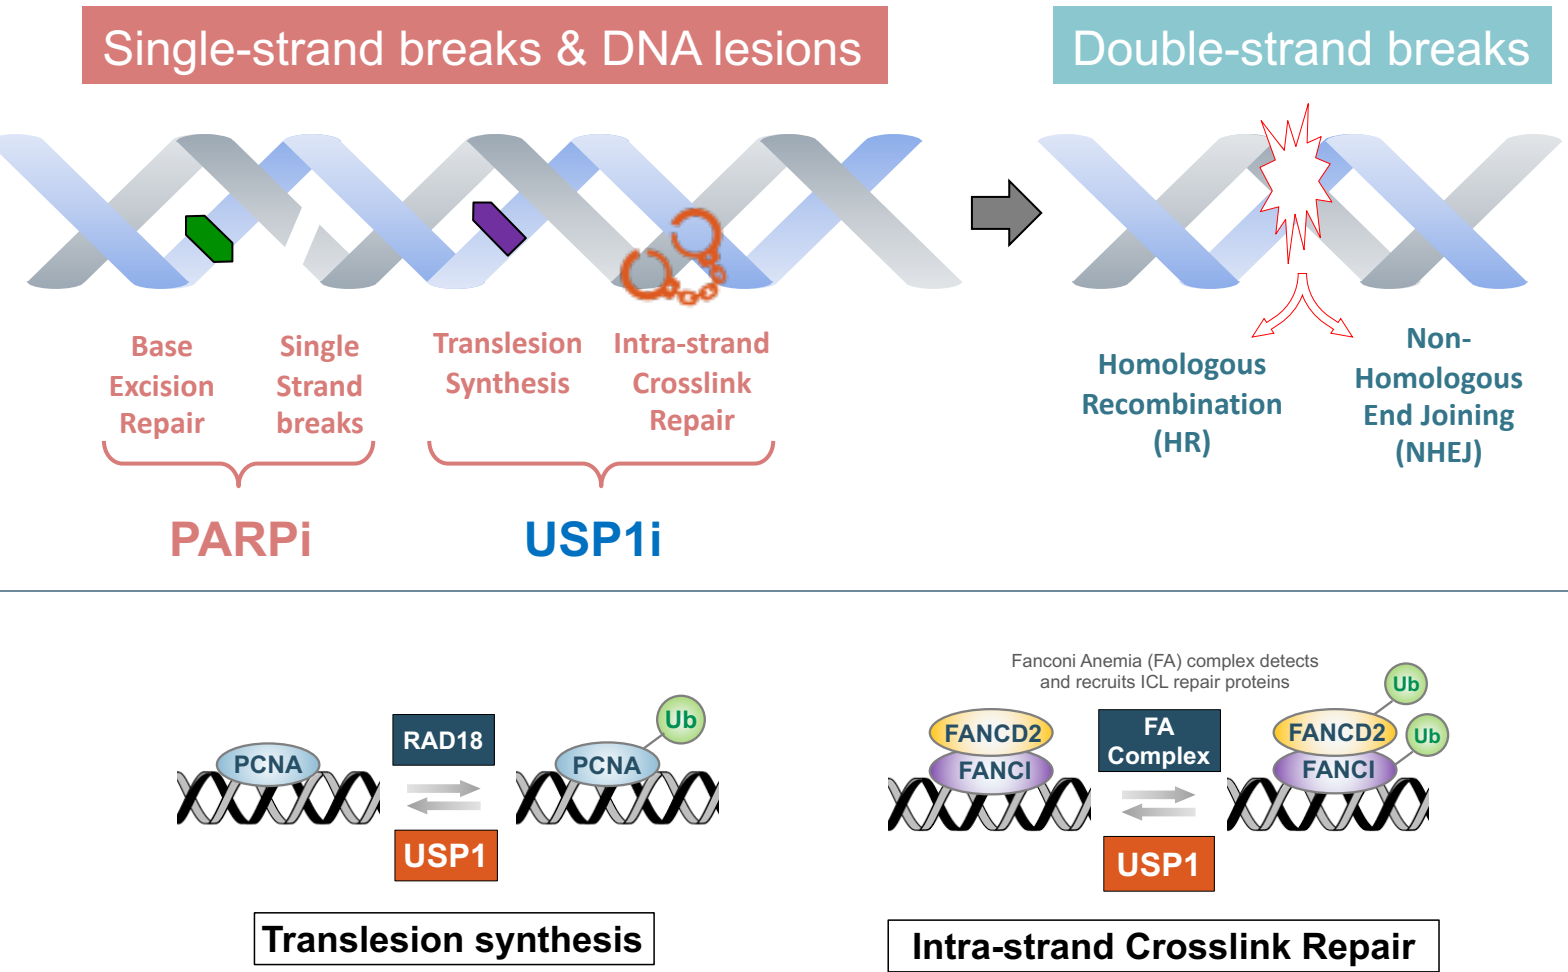 Single-strand breaks & DNA lesions
Double-strand breaks
Base
Excision
Repair
Single
Strand
breaks
Translesion
Synthesis
Intra-strand
Crosslink
Repair
Homologous
Recombination
(HR)
Non-
Homologous
End Joining
(NHEJ)
PARPi
USP1i
PCNA
RAD18
USP1
PCNA
Ub
Translesion synthesis
Fanconi Anemia (FA) complex detects
and recruits ICL repair proteins
FANCD2
FANCI
FA
Complex
USP1
FANCD2
FANCI
Ub
Ub
Intra-strand Crosslink Repair